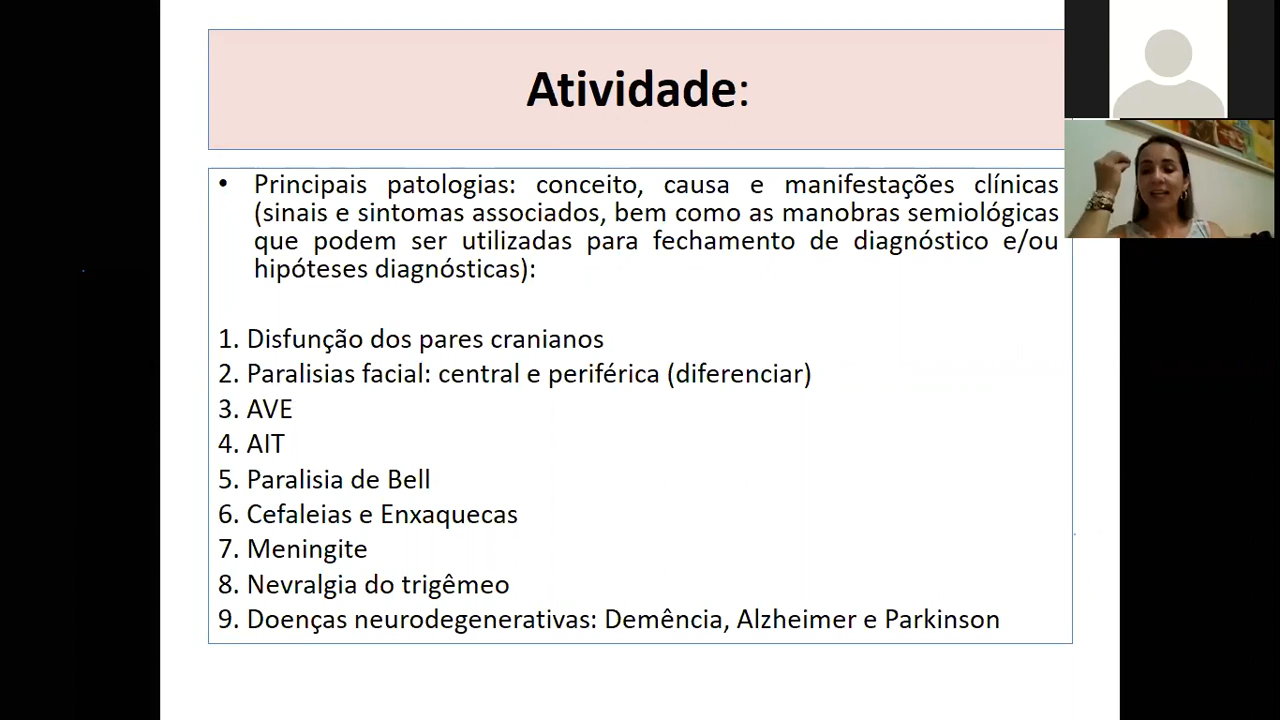 Atividade:
• Principais patologias: conceito, causa e manifestações clínicas
(sinais e sintomas associados, bem como as manobras semiológicas
que podem ser utilizadas para fechamento de diagnóstico e/ou
hipóteses diagnósticas):
1. Disfunção dos pares cranianos
2. Paralisias facial: central e periférica (diferenciar)
3. AVE
4. AIT
5. Paralisia de Bell
6. Cefaleias e Enxaquecas
7. Meningite
8. Nevralgia do trigêmeo
9. Doenças neurodegenerativas: Demência, Alzheimer e Parkinson